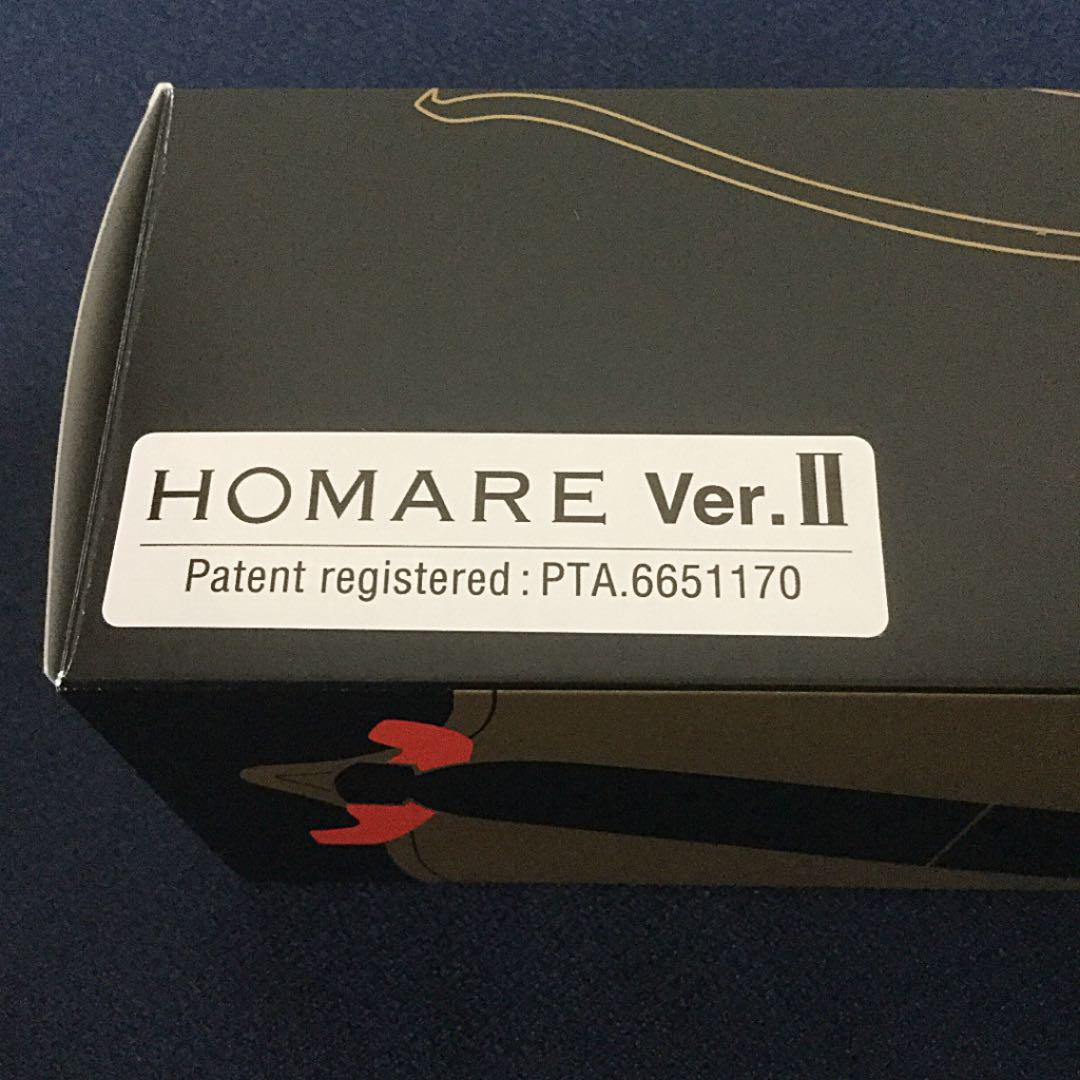 HOMARE Ver.Ⅱ
Patent registered : PTA.6651170